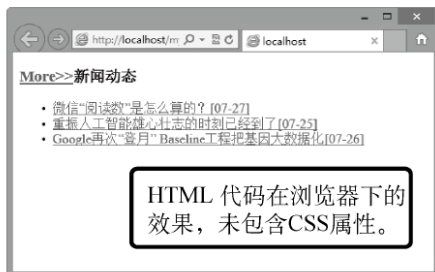 http://localhost/m
localhost
More>>新闻动态
• 微信“阅读数”是怎么算的？[07-27]
• 重振人工智能雄心壮志的时刻已经到了[07-25]
• Google再次“登月” Baseline工程把基因大数据化[07-26]
HTML 代码在浏览器下的
效果，未包含CSS属性。